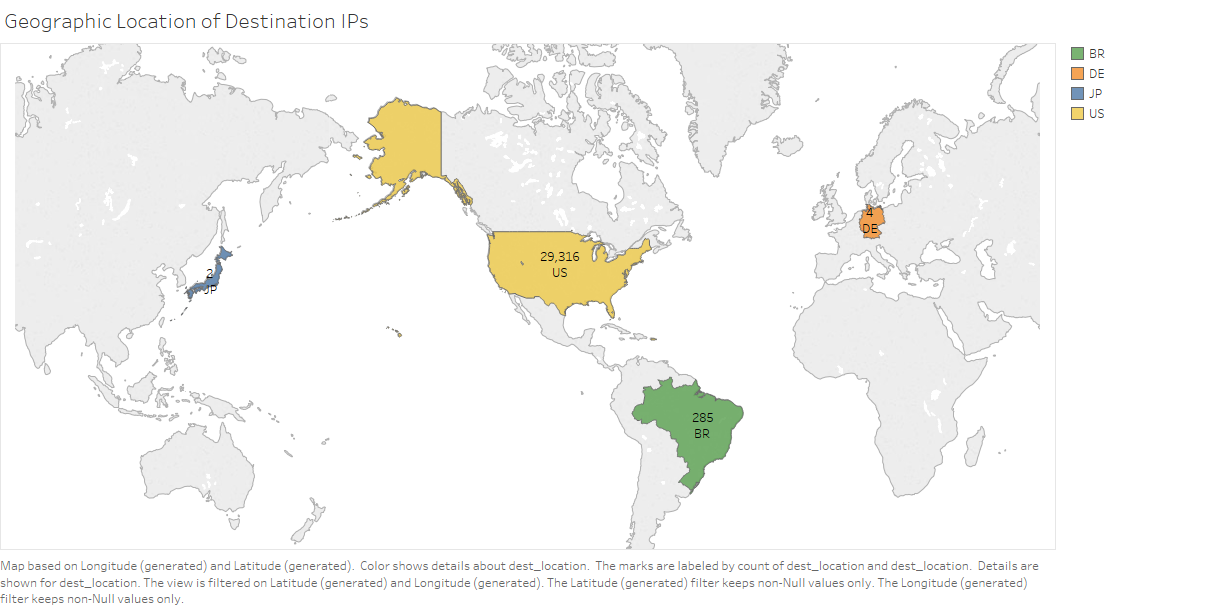 Geographic Location of Destination IPs
BR
DE
JP
US
4
DE
29,316
US
2
JP
285
BR
Map based on Longitude (generated) and Latitude (generated).  Color shows details about dest_location.  The marks are labeled by count of dest_location and dest_location.  Details are
shown for dest_location. The view is filtered on Latitude (generated) and Longitude (generated). The Latitude (generated) filter keeps non-Null values only. The Longitude (generated)
filter keeps non-Null values only.